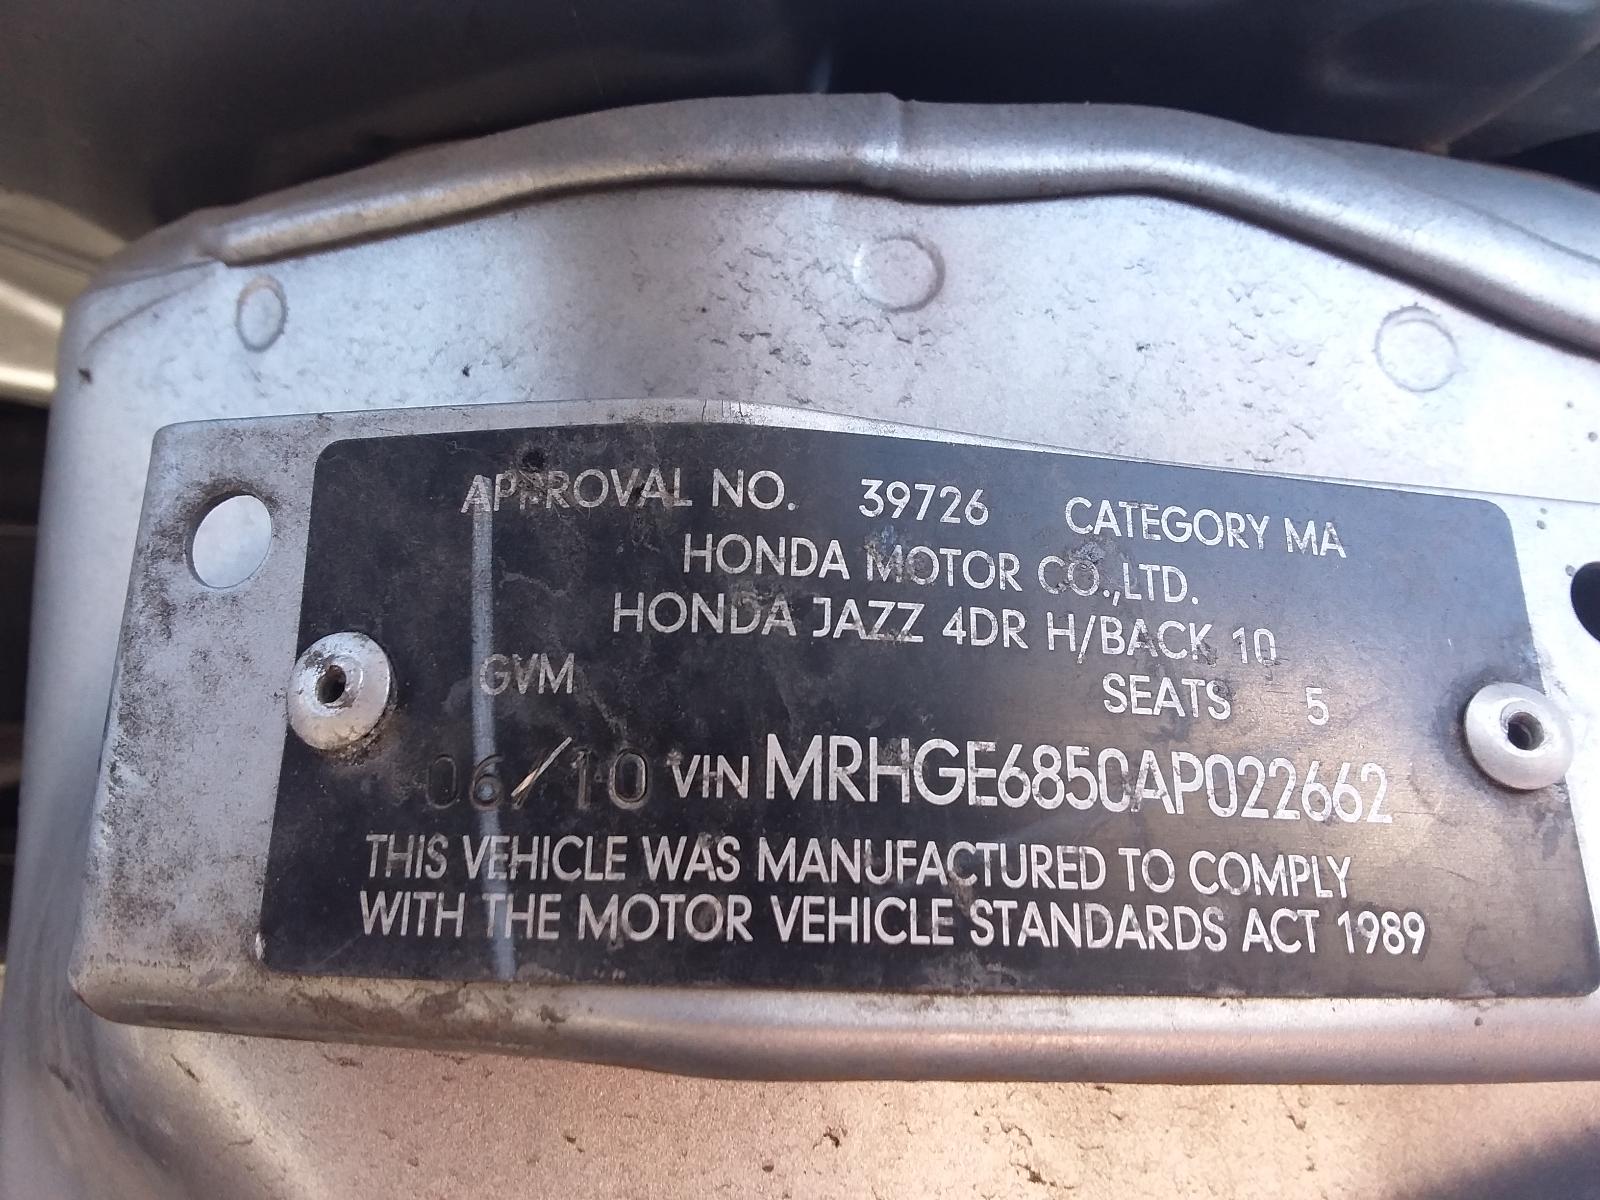 APPROVAL NO. 39726 CATEGORY MA
HONDA MOTOR CO.,LTD.
HONDA JAZZ 4DR H/BACK 10
GVM SEATS 5
06/10 VIN MRHGE6850AP022662
THIS VEHICLE WAS MANUFACTURED TO COMPLY
WITH THE MOTOR VEHICLE STANDARDS ACT 1989